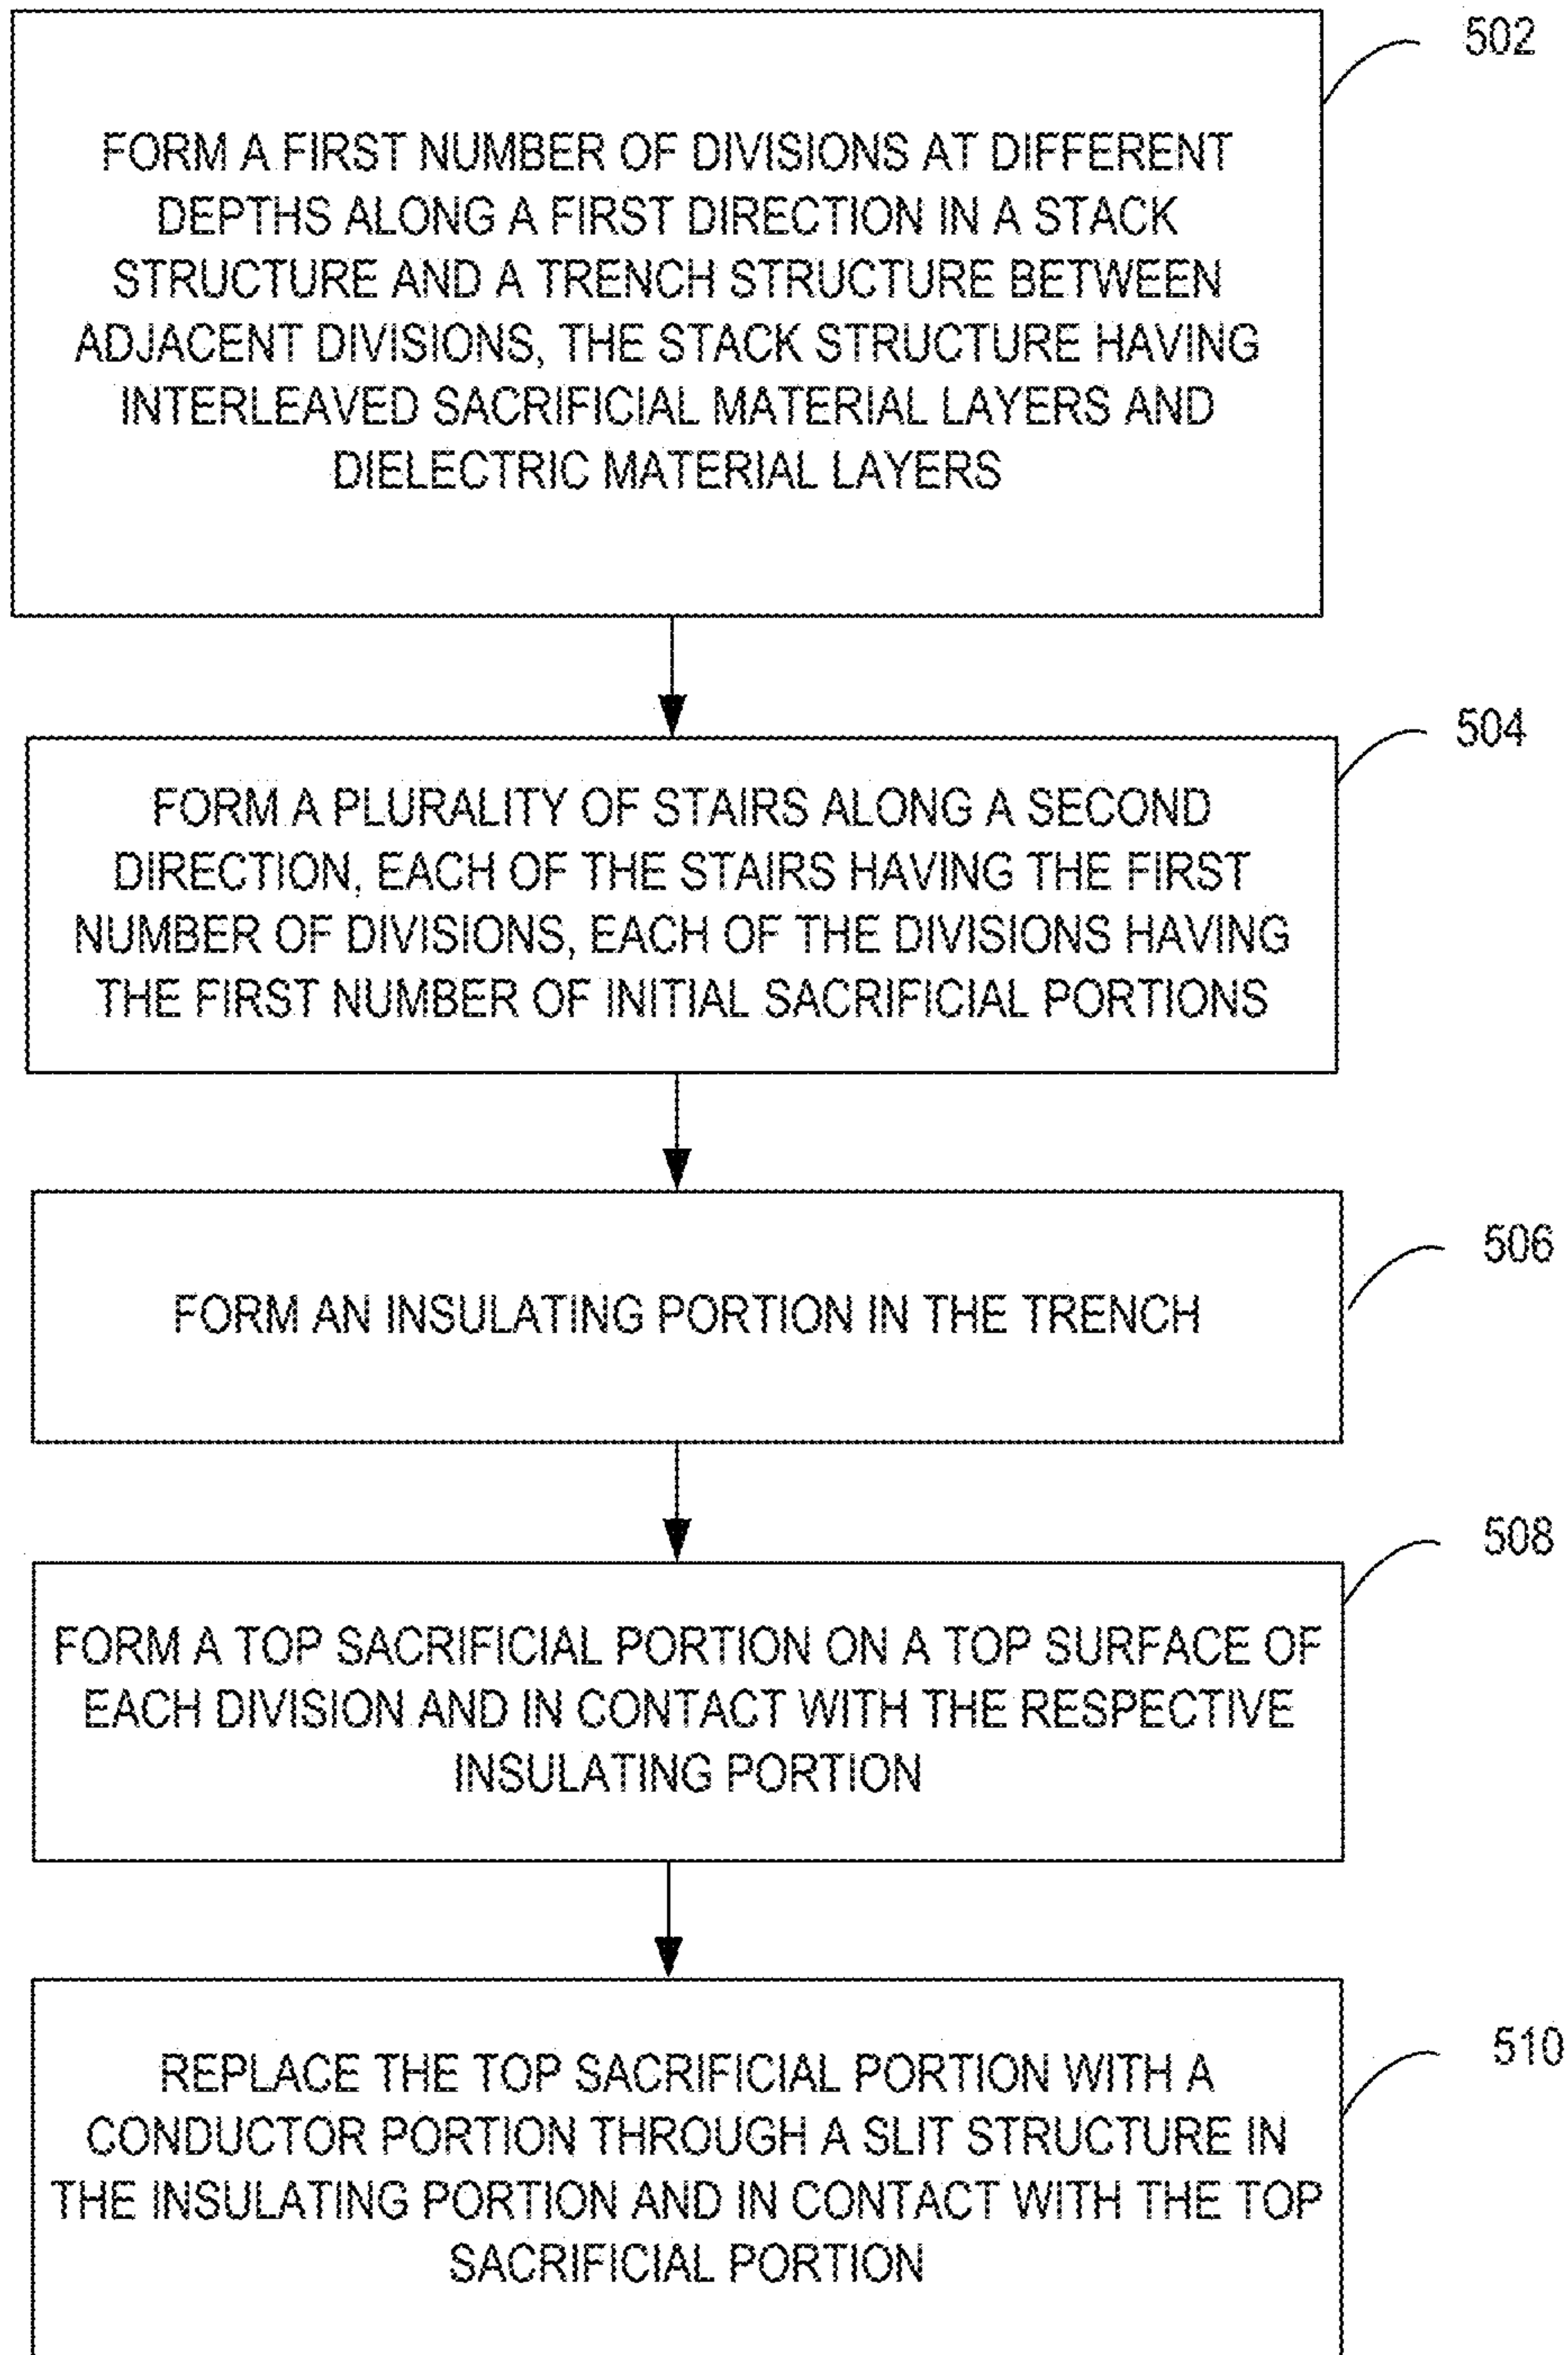 502
FORM A FIRST NUMBER OF DIVISIONS AT DIFFERENT
DEPTHS ALONG A FIRST DIRECTION IN A STACK
STRUCTURE AND A TRENCH STRUCTURE BETWEEN
ADJACENT DIVISIONS, THE STACK STRUCTURE HAVING
INTERLEAVED SACRIFICIAL MATERIAL LAYERS AND
DIELECTRIC MATERIAL LAYERS
504
FORM A PLURALITY OF STAIRS ALONG A SECOND
DIRECTION, EACH OF THE STAIRS HAVING THE FIRST
NUMBER OF DIVISIONS, EACH OF THE DIVISIONS HAVING
THE FIRST NUMBER OF INITIAL SACRIFICIAL PORTIONS
506
FORM AN INSULATING PORTION IN THE TRENCH
508
FORM A TOP SACRIFICIAL PORTION ON A TOP SURFACE OF
EACH DIVISION AND IN CONTACT WITH THE RESPECTIVE
INSULATING PORTION
510
REPLACE THE TOP SACRIFICIAL PORTION WITH A
CONDUCTOR PORTION THROUGH A SLIT STRUCTURE IN
THE INSULATING PORTION AND IN CONTACT WITH THE TOP
SACRIFICIAL PORTION